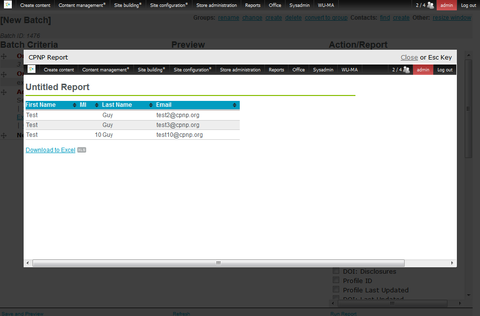 Create content Content management Site building Site configuration Store administration Reports Office Sysadmin WU-MA 2 / 4 admin Log out
[New Batch]
Groups: rename change create delete convert to group Contacts: find create Other:
Batch ID: 1476
Batch Criteria Preview Action/Report
CPNP Report Close or Esc Key
Create content Content management Site building Site configuration Store administration Reports Office Sysadmin WU-MA 2 / 4 admin Log out
Untitled Report
First Name MI Last Name Email
Test Guy test2@cpnp.org
Test Guy test3@cpnp.org
Test 10 Guy test10@cpnp.org
Download to Excel
DO1: Disclosures
Profile ID
Profile Last Updated